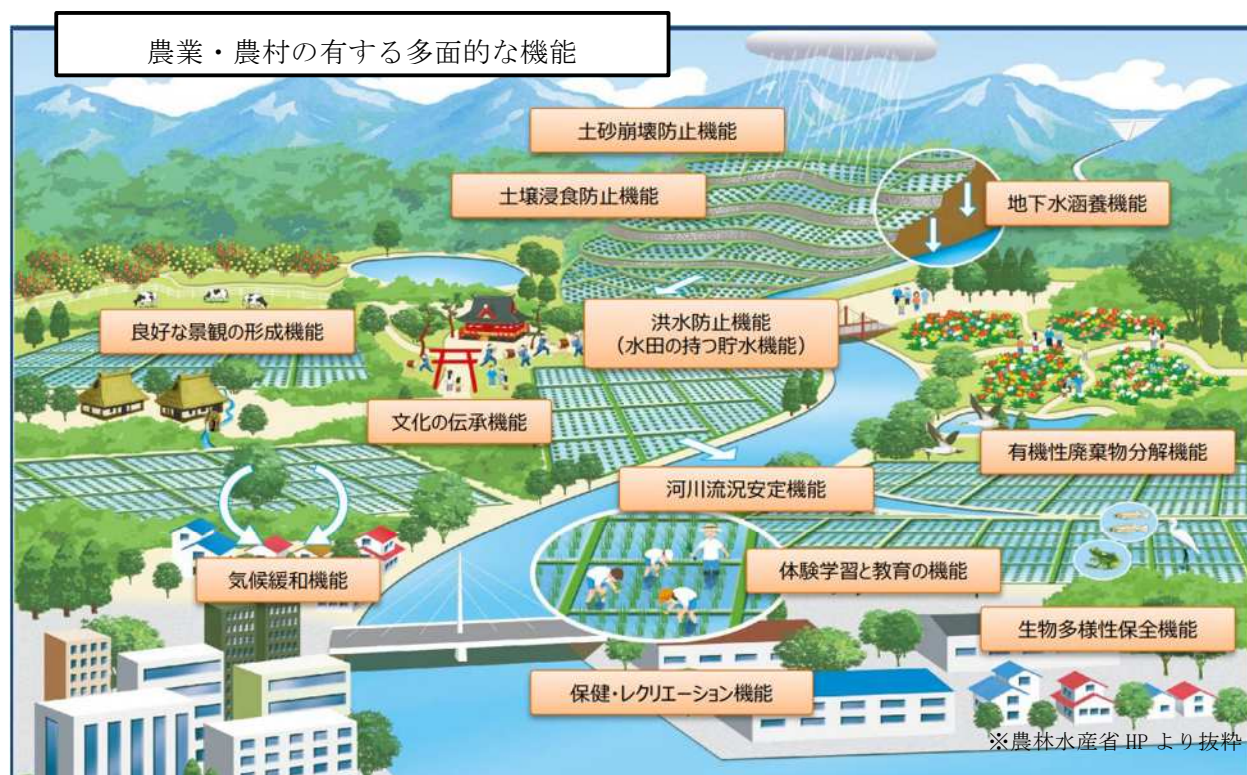 農業・農村の有する多面的な機能
土砂崩壊防止機能
土壌浸食防止機能
地下水涵養機能
良好な景観の形成機能
洪水防止機能
（水田の持つ貯水機能）
文化の伝承機能
有機性廃棄物分解機能
河川流況安定機能
気候緩和機能
体験学習と教育の機能
生物多様性保全機能
保健・レクリエーション機能
※農林水産省 HP より抜粋